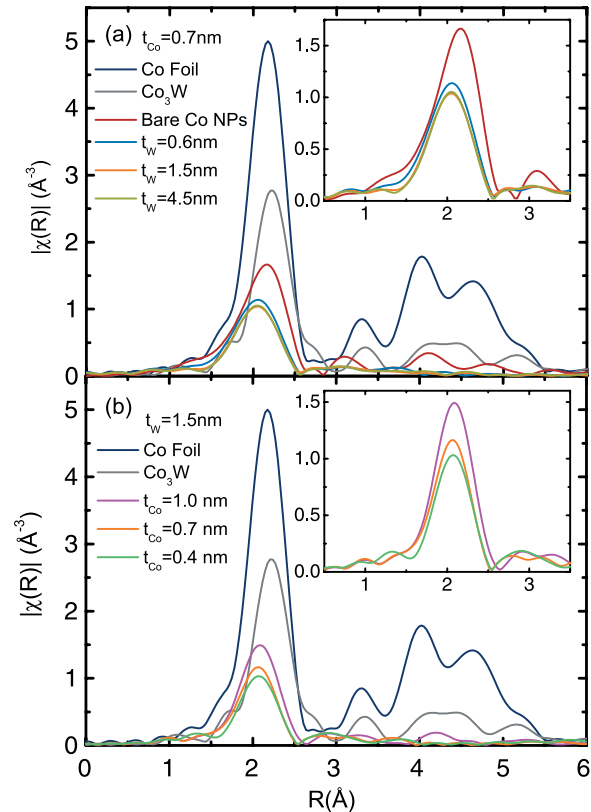 (a)
t_Co=0.7nm
Co Foil
Co₃W
Bare Co NPs
t_W=0.6nm
t_W=1.5nm
t_W=4.5nm
5
4
3
2
1
0
|χ(R)| (Å⁻³)
1.5
1.0
0.5
0.0
1 2 3
(b)
t_W=1.5nm
Co Foil
Co₃W
t_Co=1.0 nm
t_Co=0.7 nm
t_Co=0.4 nm
5
4
3
2
1
0
|χ(R)| (Å⁻³)
1.5
1.0
0.5
0.0
1 2 3
0 1 2 3 4 5 6
R(Å)